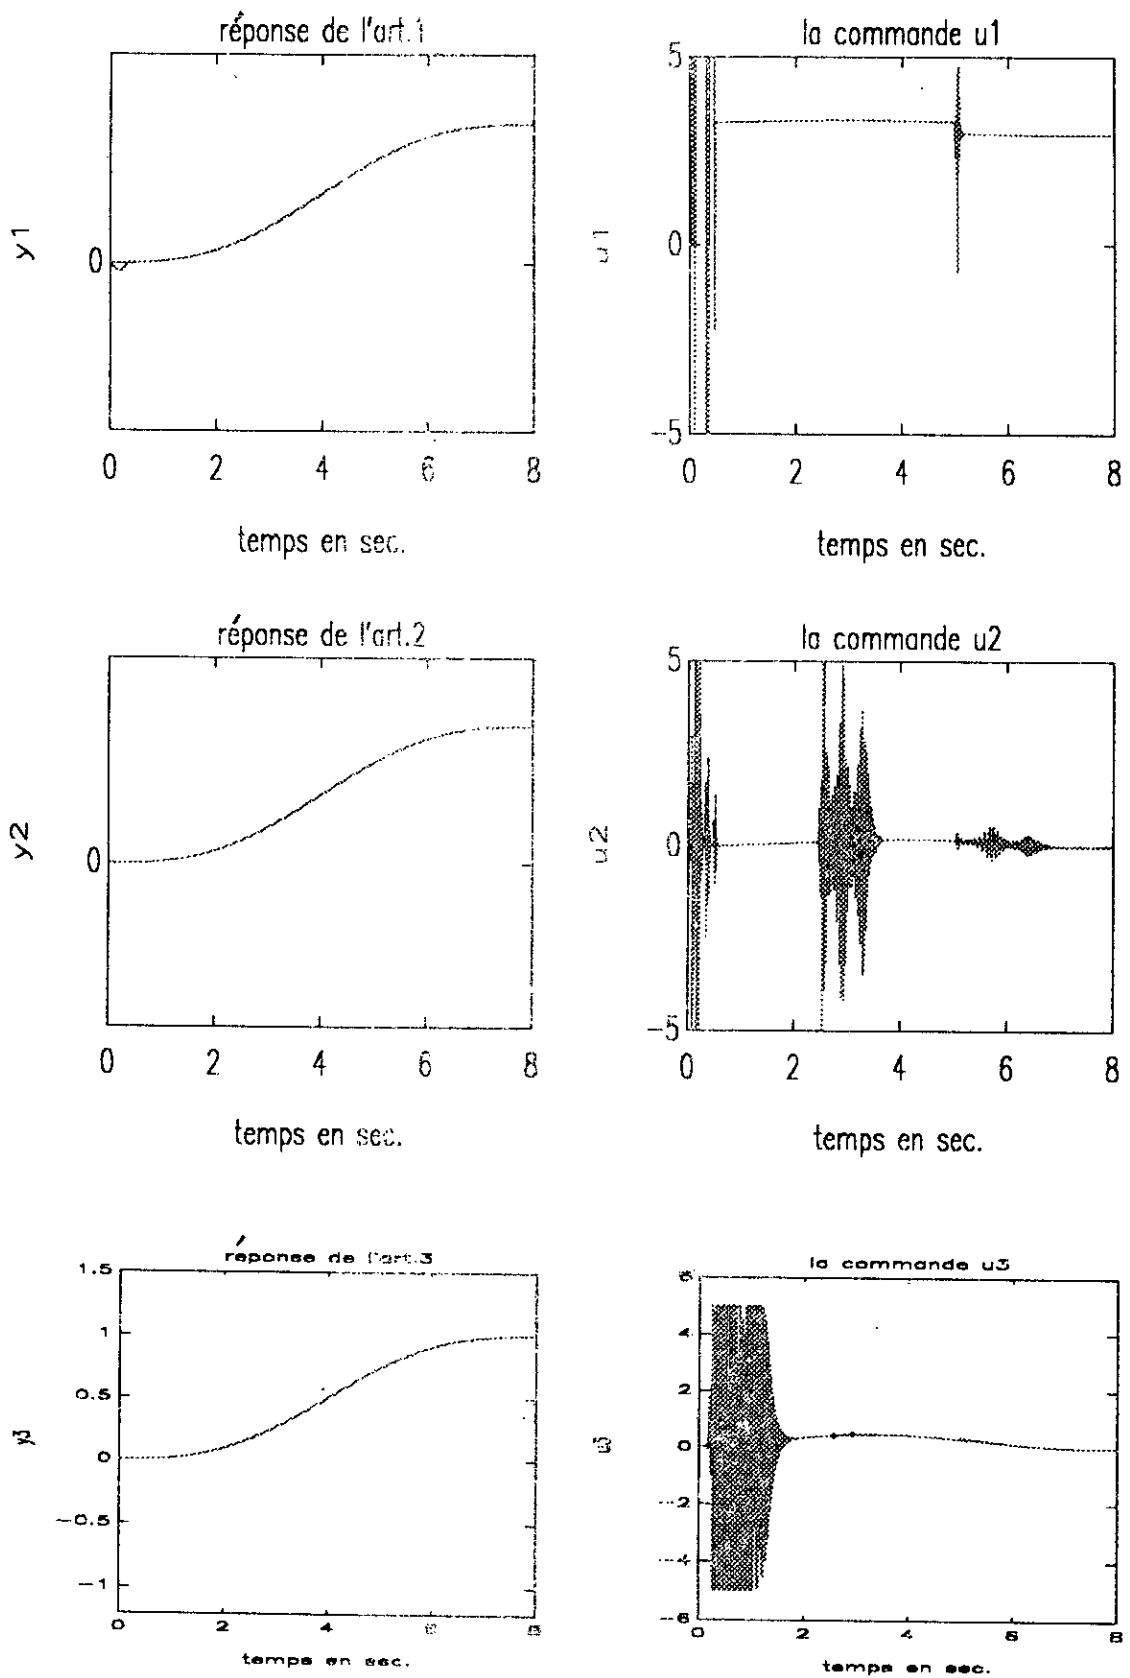 réponse de l'art.1
y1
0
0 2 4 6 8
temps en sec.
la commande u1
5
u1
0
-5
0 2 4 6 8
temps en sec.
réponse de l'art.2
y2
0
0 2 4 6 8
temps en sec.
la commande u2
5
u2
0
-5
0 2 4 6 8
temps en sec.
réponse de l'art.3
1.5
1
0.5
y3
0
-0.5
-1
0 2 4 6 8
temps en sec.
la commande u3
6
4
2
u3
0
-2
-4
-6
0 2 4 6 8
temps en sec.